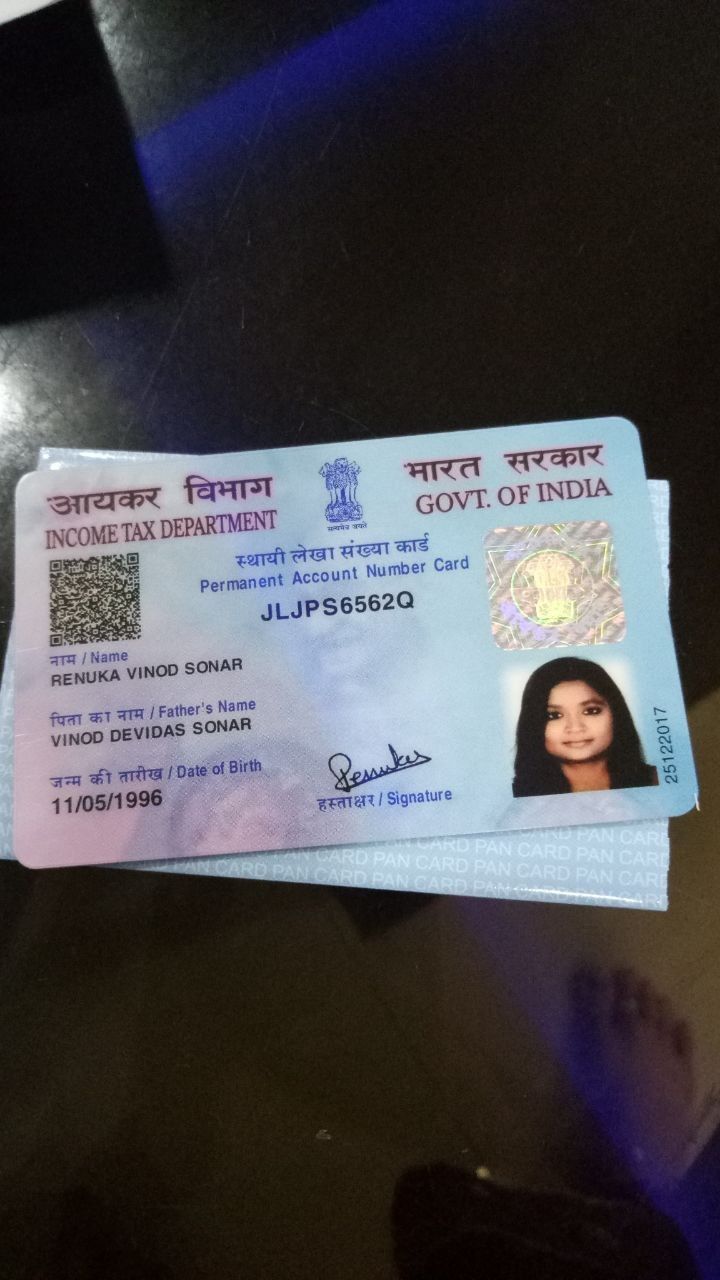 आयकर विभाग
INCOME TAX DEPARTMENT
सत्यमेव जयते
भारत सरकार
GOVT. OF INDIA
स्थायी लेखा संख्या कार्ड
Permanent Account Number Card
JLJPS6562Q
नाम / Name
RENUKA VINOD SONAR
पिता का नाम / Father's Name
VINOD DEVIDAS SONAR
जन्म की तारीख / Date of Birth
11/05/1996
Renuka
हस्ताक्षर / Signature
25122017
PAN CARD PAN CARD PAN CARD
CARD PAN CARD PAN CARD PAN CARD PAN CARD
PAN CARD PAN CARD